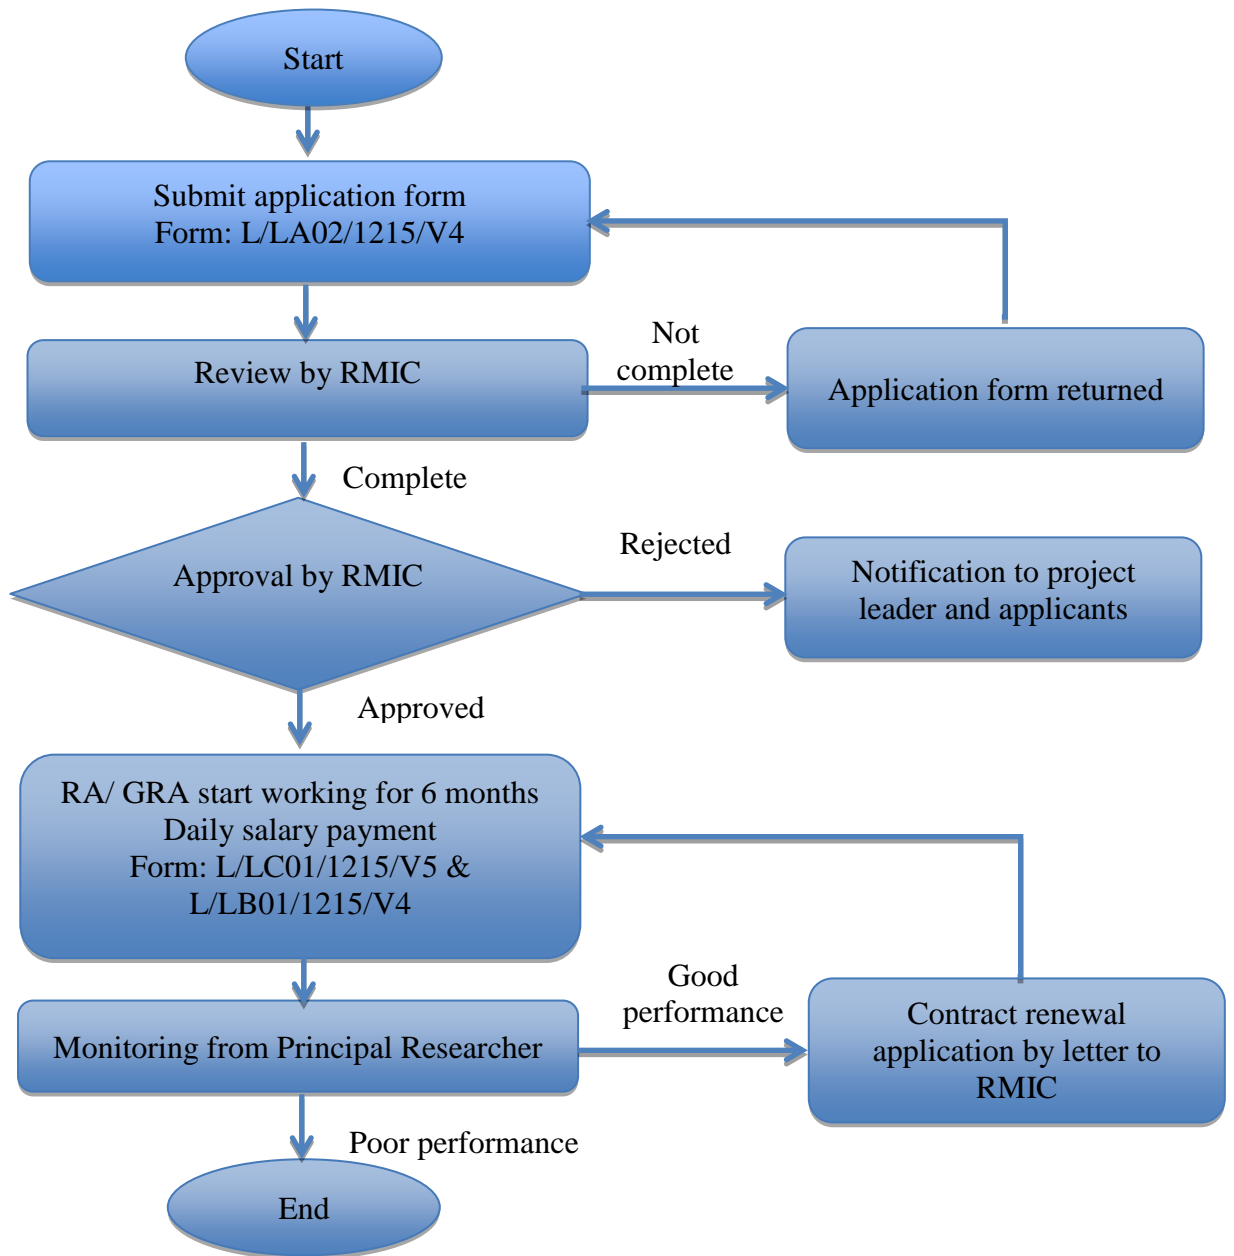 Start
Submit application form
Form: L/LA02/1215/V4
Review by RMIC
Not
complete
Application form returned
Complete
Approval by RMIC
Rejected
Notification to project
leader and applicants
Approved
RA/ GRA start working for 6 months
Daily salary payment
Form: L/LC01/1215/V5 &
L/LB01/1215/V4
Monitoring from Principal Researcher
Good
performance
Contract renewal
application by letter to
RMIC
Poor performance
End